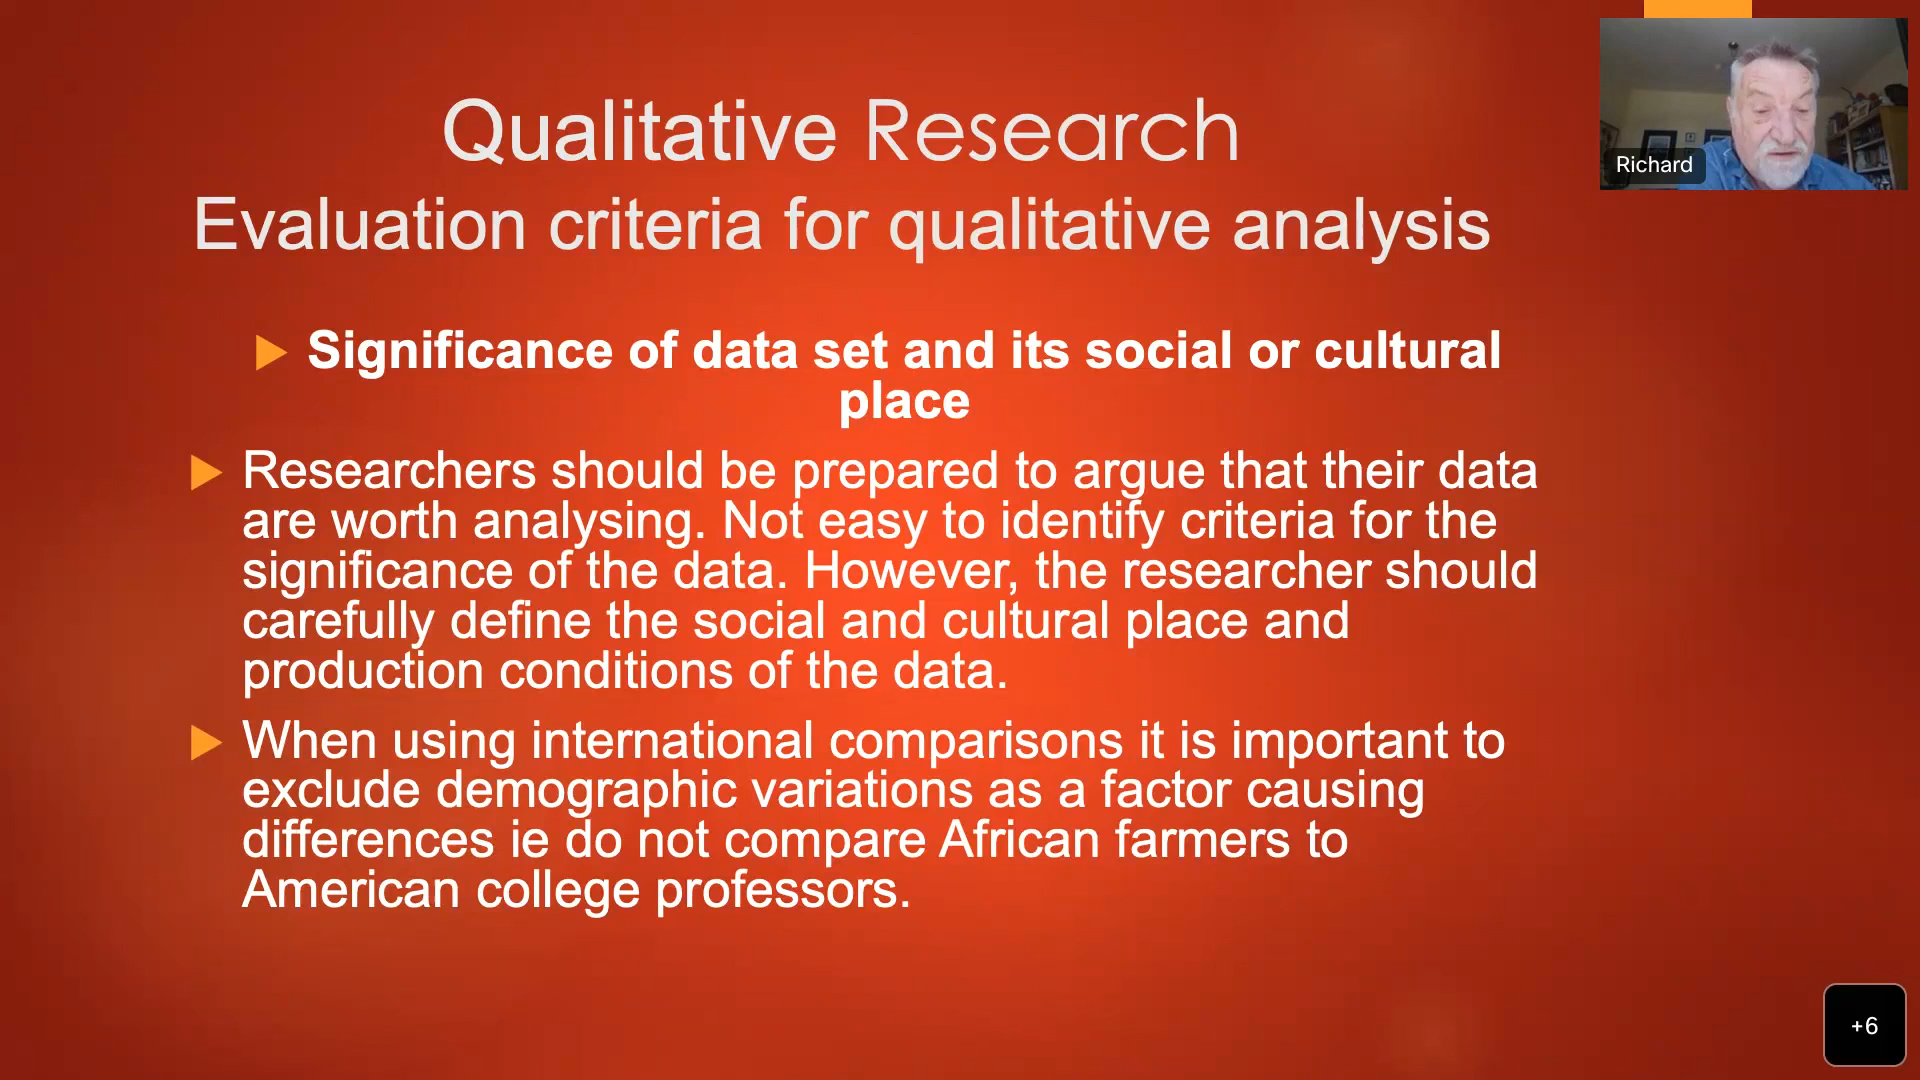 Qualitative Research
Evaluation criteria for qualitative analysis
Significance of data set and its social or cultural
place
Researchers should be prepared to argue that their data
are worth analysing. Not easy to identify criteria for the
significance of the data. However, the researcher should
carefully define the social and cultural place and
production conditions of the data.
When using international comparisons it is important to
exclude demographic variations as a factor causing
differences ie do not compare African farmers to
American college professors.
Richard
+6